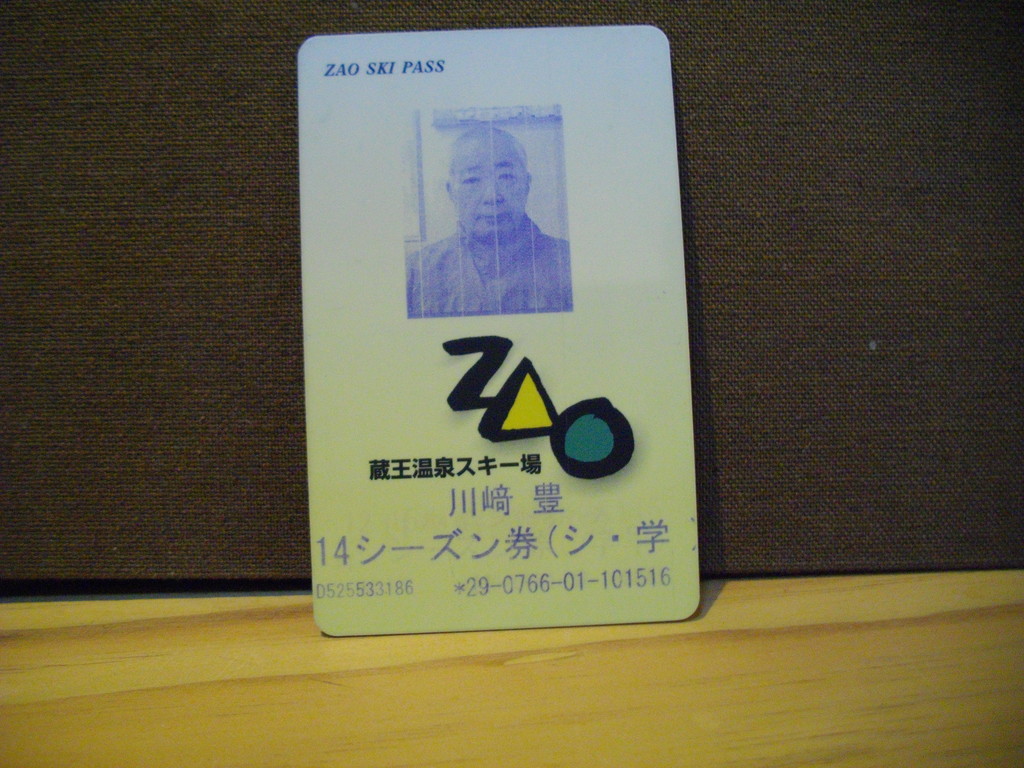 ZAO SKI PASS
ZAO
蔵王温泉スキー場
川﨑 豊
14シーズン券(シ・学 )
D525533186 *29-0766-01-101516